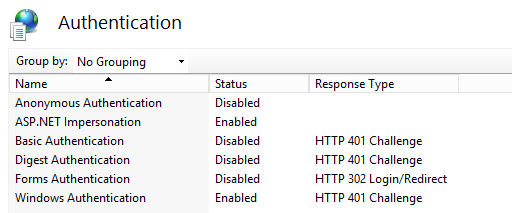 Authentication
Group by: No Grouping
Name Status Response Type
Anonymous Authentication Disabled
ASP.NET Impersonation Enabled
Basic Authentication Disabled HTTP 401 Challenge
Digest Authentication Disabled HTTP 401 Challenge
Forms Authentication Disabled HTTP 302 Login/Redirect
Windows Authentication Enabled HTTP 401 Challenge